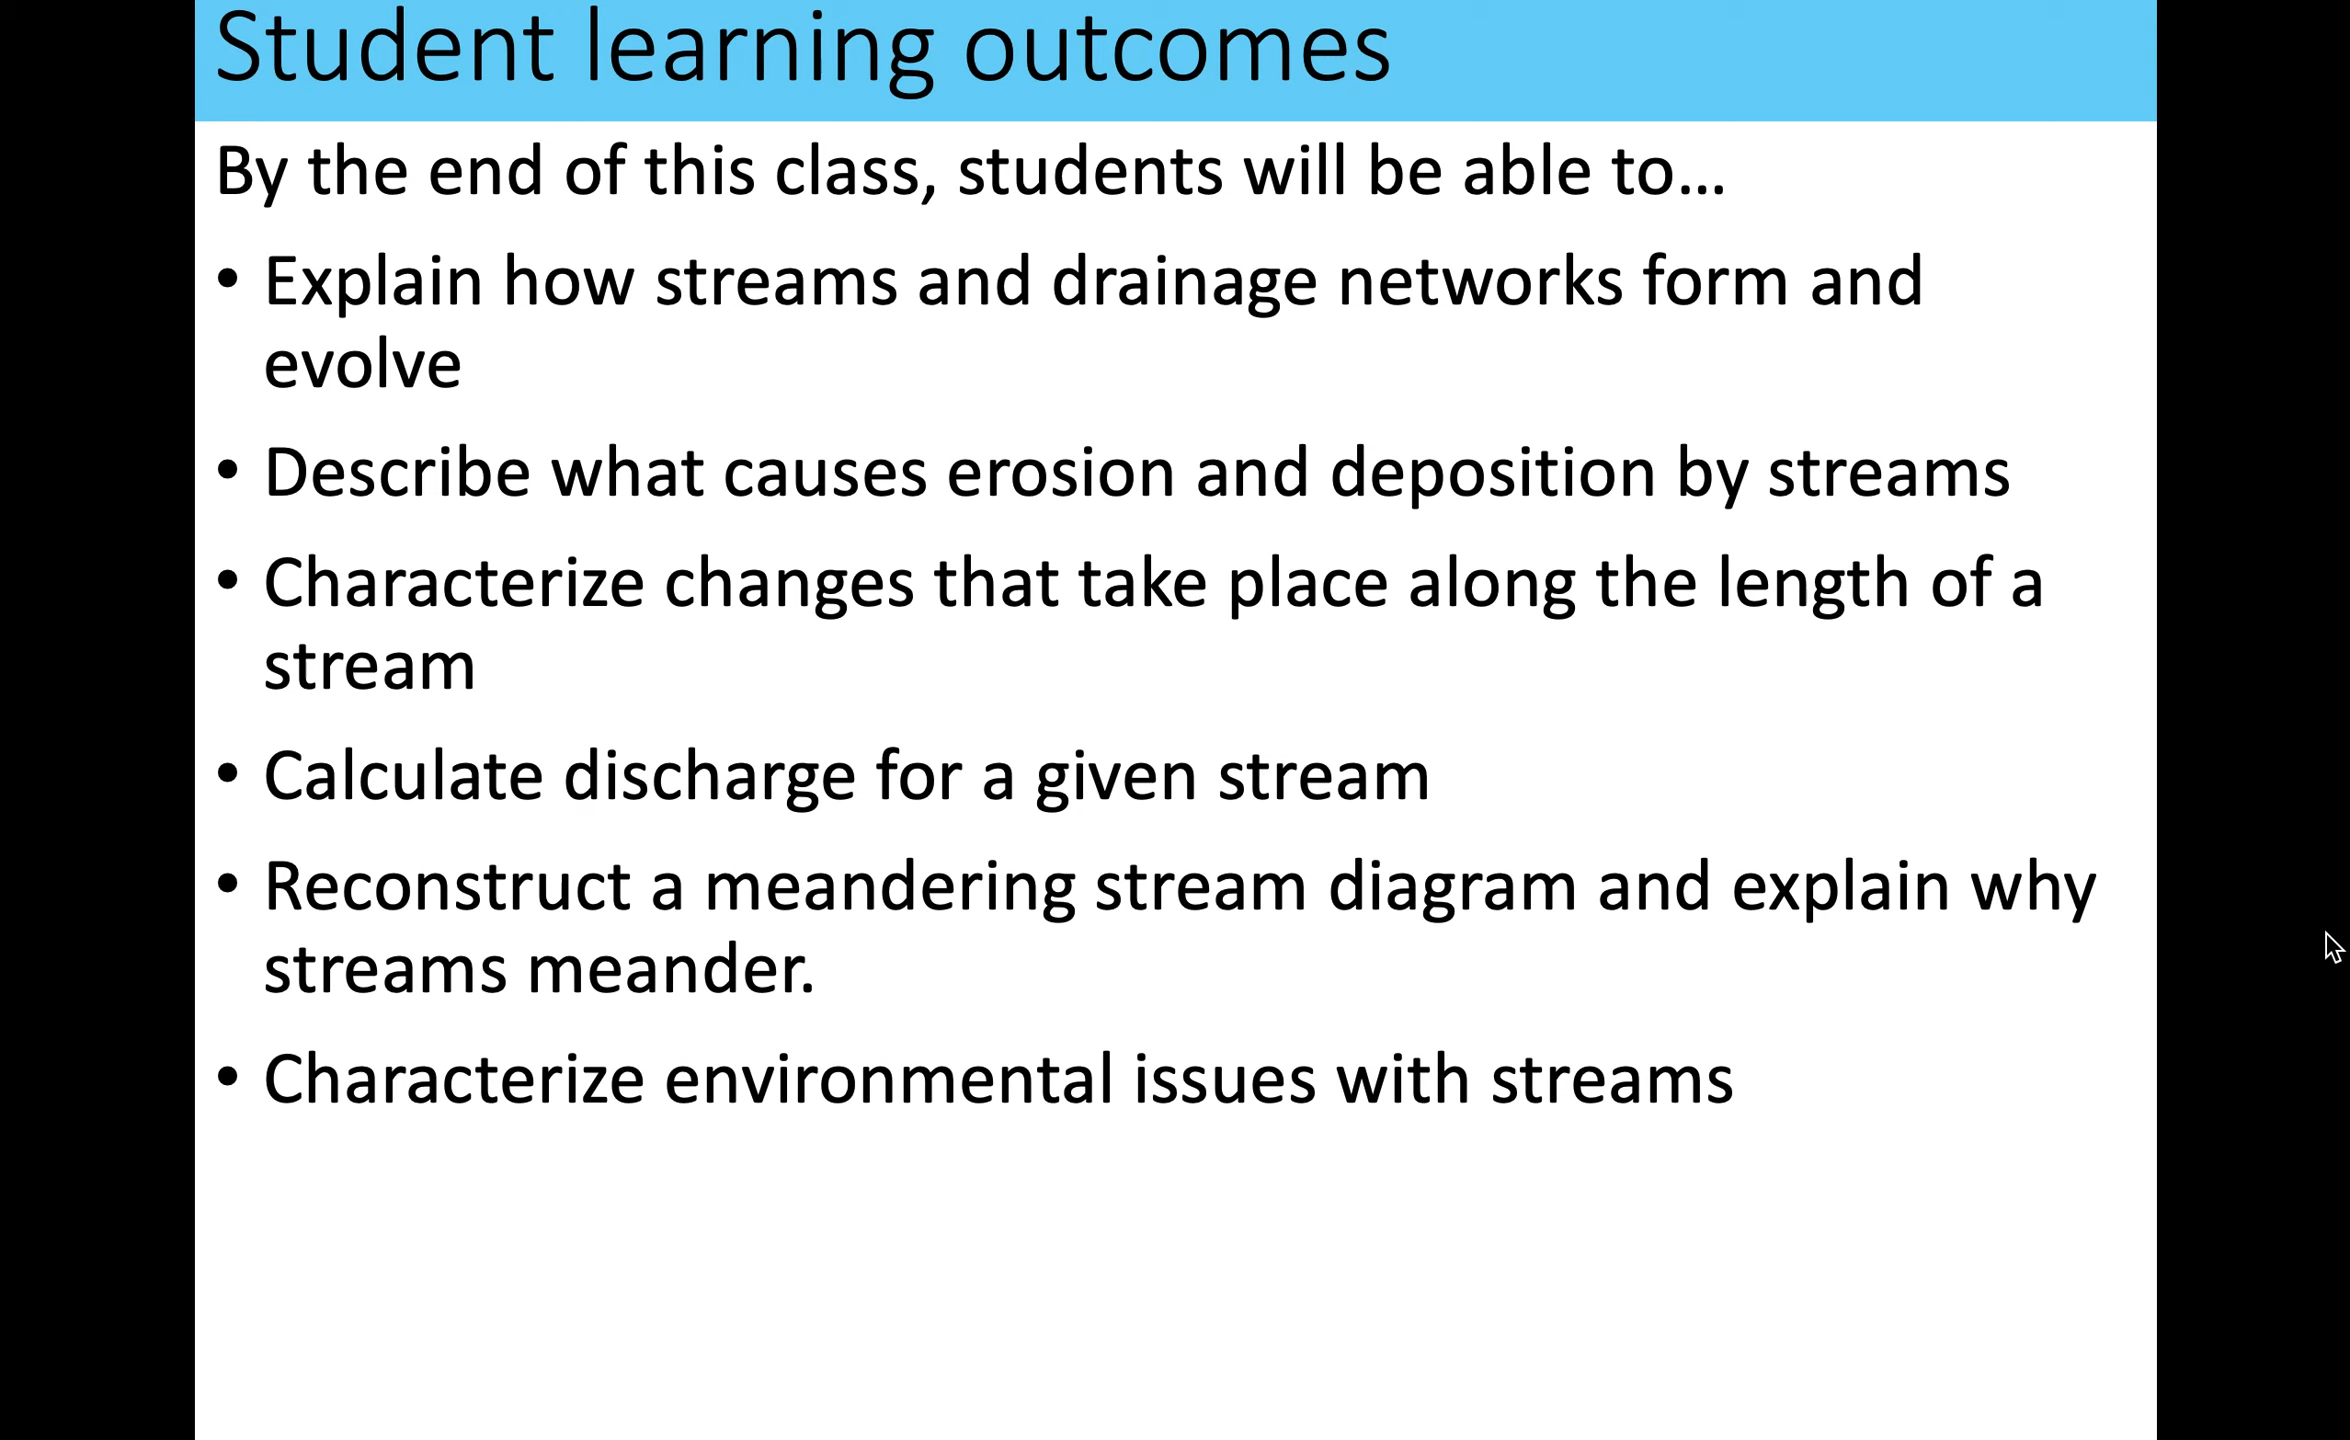 Student learning outcomes
By the end of this class, students will be able to...
• Explain how streams and drainage networks form and
evolve
• Describe what causes erosion and deposition by streams
• Characterize changes that take place along the length of a
stream
• Calculate discharge for a given stream
• Reconstruct a meandering stream diagram and explain why
streams meander.
• Characterize environmental issues with streams